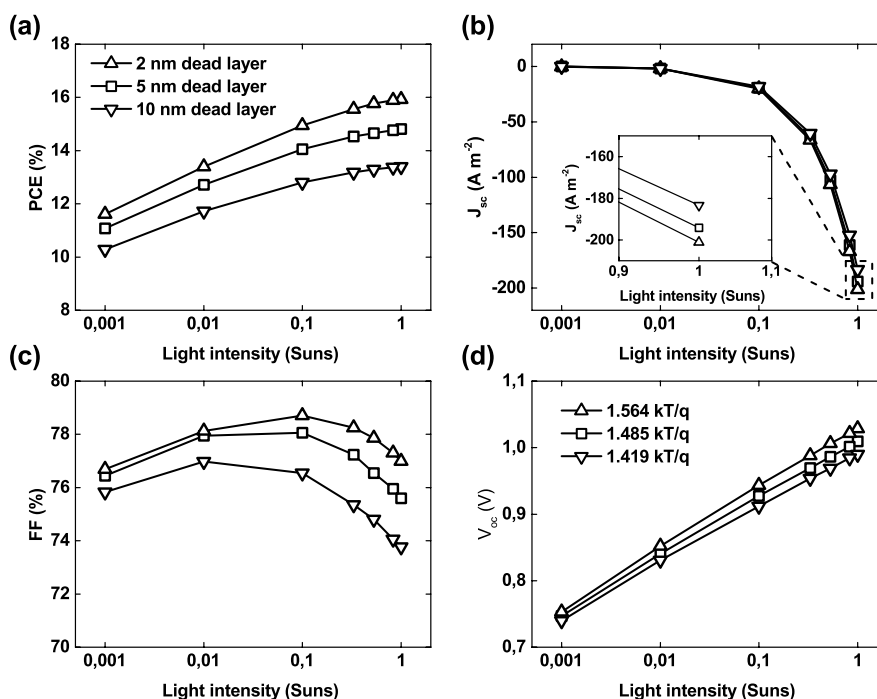 (a)
18
16
14
12
10
8
PCE (%)
2 nm dead layer
5 nm dead layer
10 nm dead layer
0,001
0,01
0,1
1
Light intensity (Suns)
(b)
0
-50
-100
-150
-200
Jsc (A m-2)
-150
-160
-180
-200
Jsc (A m-2)
0,9
1
1,1
Light intensity (Suns)
0,001
0,01
0,1
1
Light intensity (Suns)
(c)
80
78
76
74
72
70
FF (%)
0,001
0,01
0,1
1
Light intensity (Suns)
(d)
1,1
1,0
0,9
0,8
0,7
Voc (V)
1.564 kT/q
1.485 kT/q
1.419 kT/q
0,001
0,01
0,1
1
Light intensity (Suns)